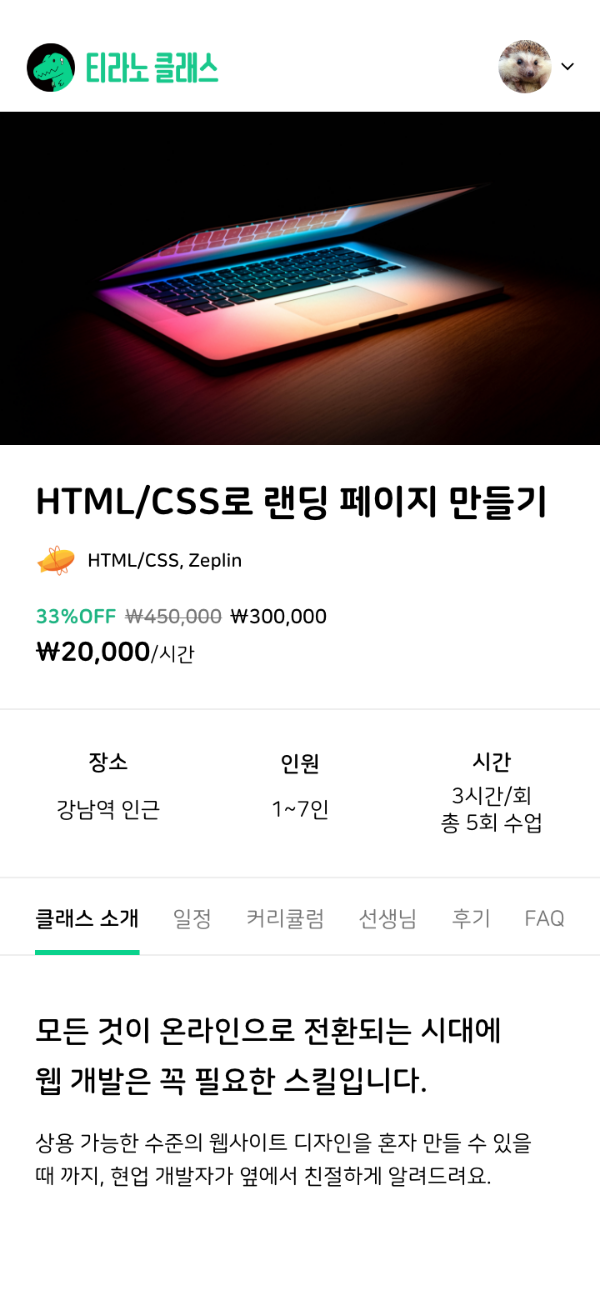 티라노 클래스
HTML/CSS로 랜딩 페이지 만들기
HTML/CSS, Zeplin
33%OFF ₩450,000 ₩300,000
₩20,000/시간
장소
강남역 인근
인원
1~7인
시간
3시간/회
총 5회 수업
클래스 소개 일정 커리큘럼 선생님 후기 FAQ
모든 것이 온라인으로 전환되는 시대에
웹 개발은 꼭 필요한 스킬입니다.
상용 가능한 수준의 웹사이트 디자인을 혼자 만들 수 있을
때 까지, 현업 개발자가 옆에서 친절하게 알려드려요.